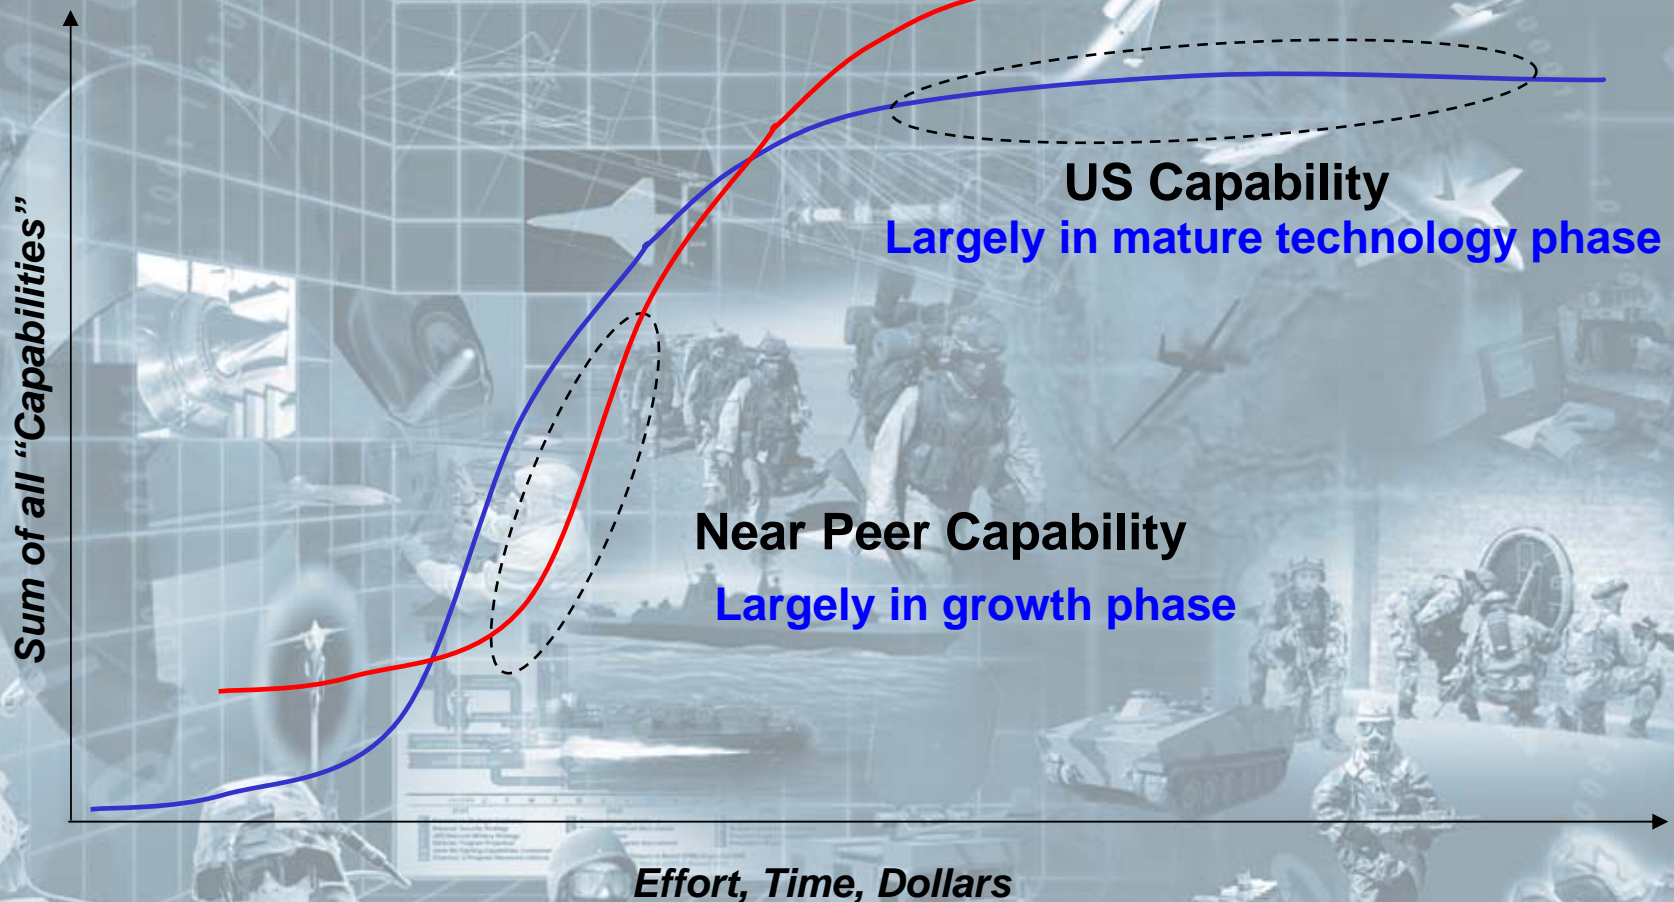 Sum of all “Capabilities”
US Capability
Largely in mature technology phase
Near Peer Capability
Largely in growth phase
Effort, Time, Dollars